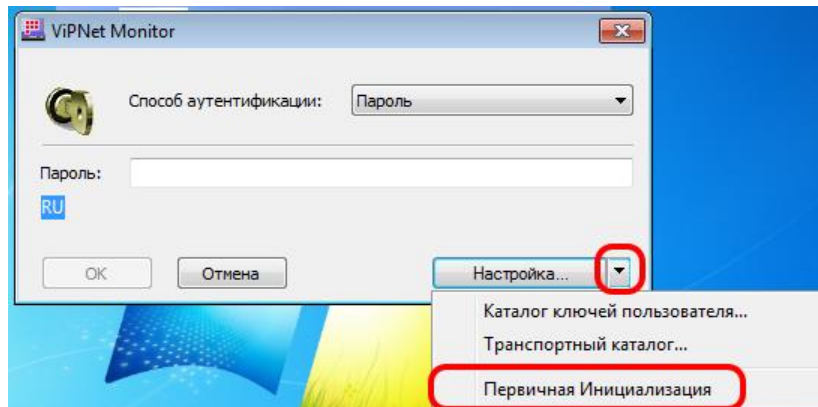 ViPNet Monitor
Способ аутентификации: Пароль
Пароль:
RU
OK Отмена Настройка...
Каталог ключей пользователя...
Транспортный каталог...
Первичная Инициализация